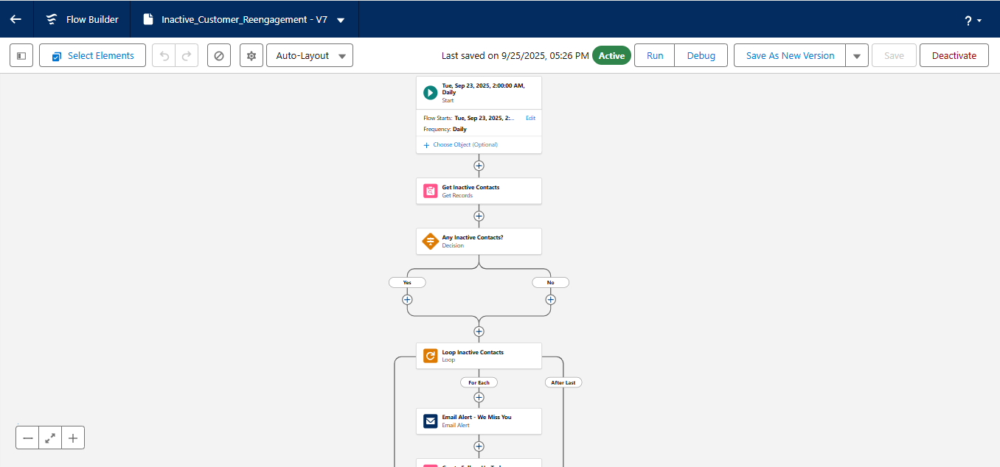 Flow Builder
Inactive_Customer_Reengagement - V7
?
Select Elements
Auto-Layout
Last saved on 9/25/2025, 05:26 PM
Active
Run
Debug
Save As New Version
Save
Deactivate
Tue, Sep 23, 2025, 2:00:00 AM,
Daily
Start
Flow Starts: Tue, Sep 23, 2025, 2:... Edit
Frequency: Daily
Choose Object (Optional)
Get Inactive Contacts
Get Records
Any Inactive Contacts?
Decision
Yes
No
Loop Inactive Contacts
Loop
For Each
After Last
Email Alert - We Miss You
Email Alert